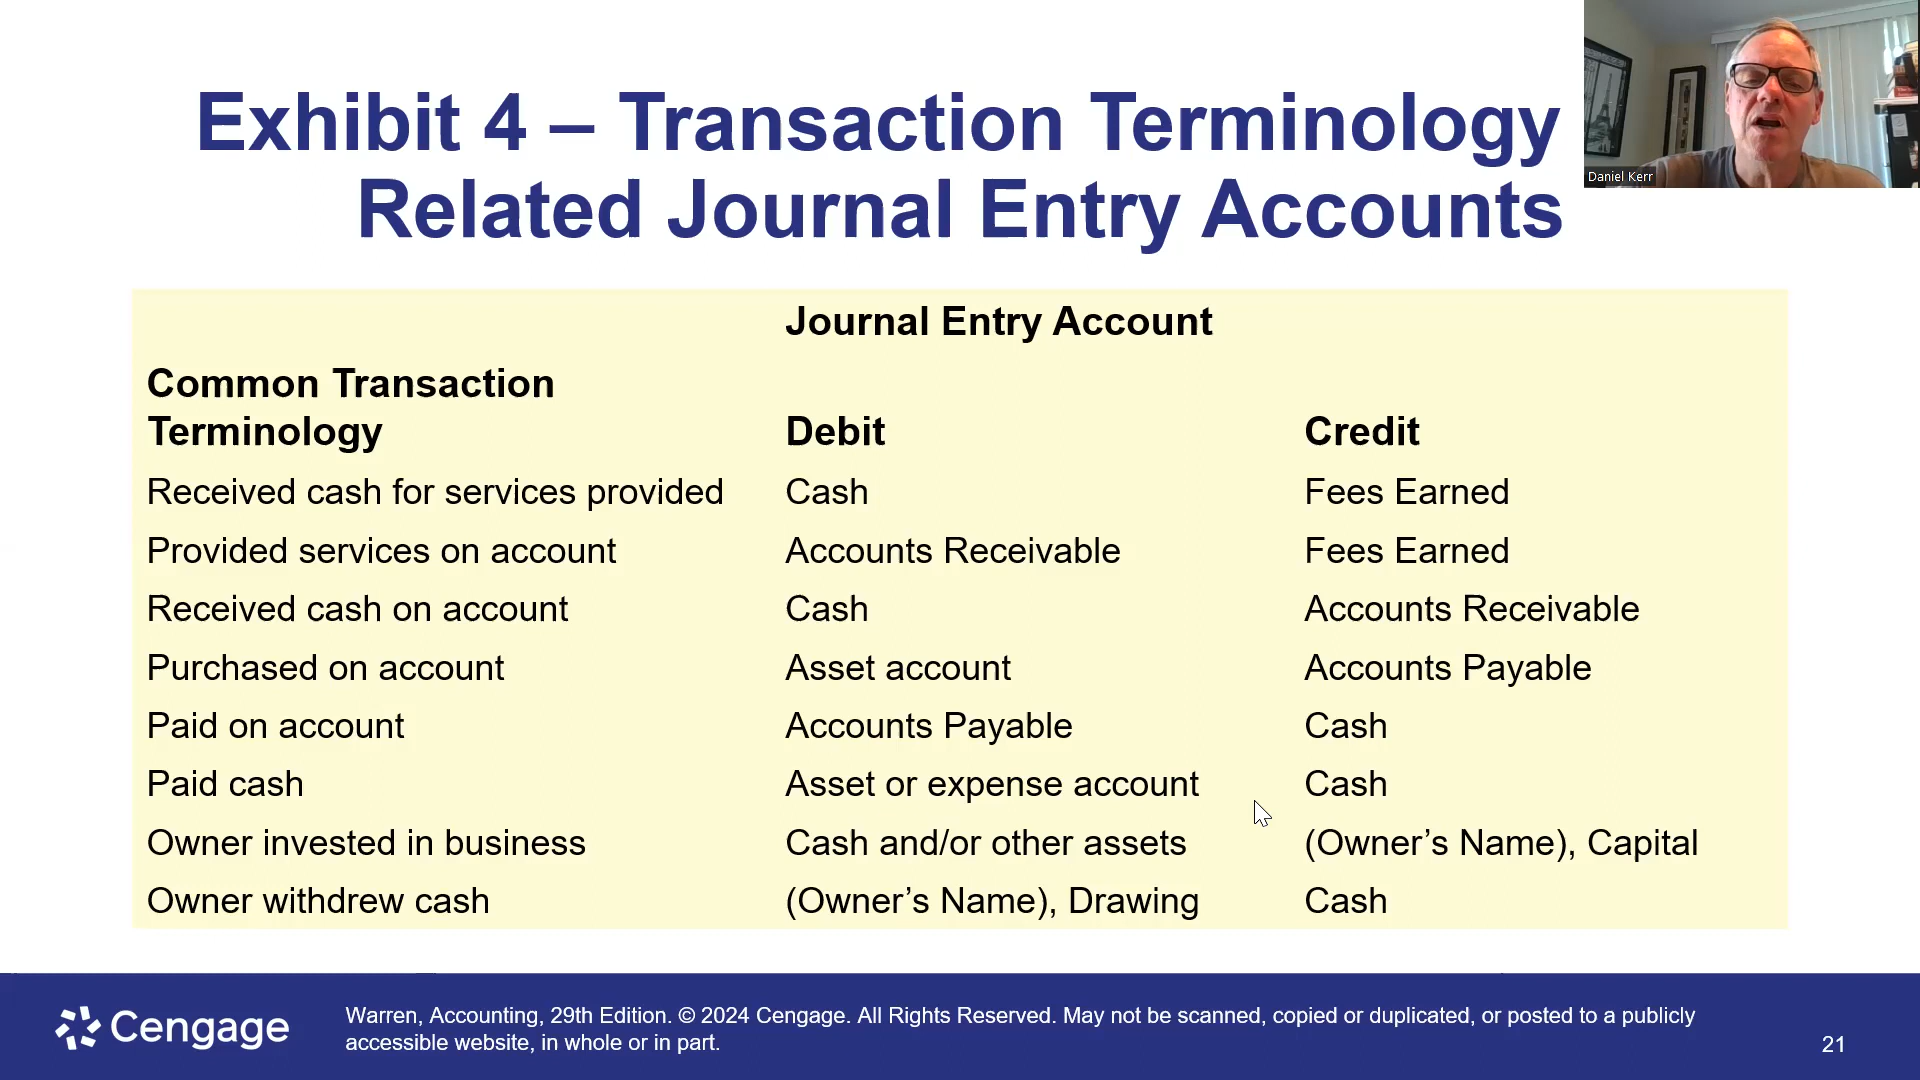 Exhibit 4 – Transaction Terminology
Related Journal Entry Accounts
Daniel Kerr
Journal Entry Account
Common Transaction
Terminology Debit Credit
Received cash for services provided Cash Fees Earned
Provided services on account Accounts Receivable Fees Earned
Received cash on account Cash Accounts Receivable
Purchased on account Asset account Accounts Payable
Paid on account Accounts Payable Cash
Paid cash Asset or expense account Cash
Owner invested in business Cash and/or other assets (Owner’s Name), Capital
Owner withdrew cash (Owner’s Name), Drawing Cash
Cengage
Warren, Accounting, 29th Edition. © 2024 Cengage. All Rights Reserved. May not be scanned, copied or duplicated, or posted to a publicly
accessible website, in whole or in part.
21